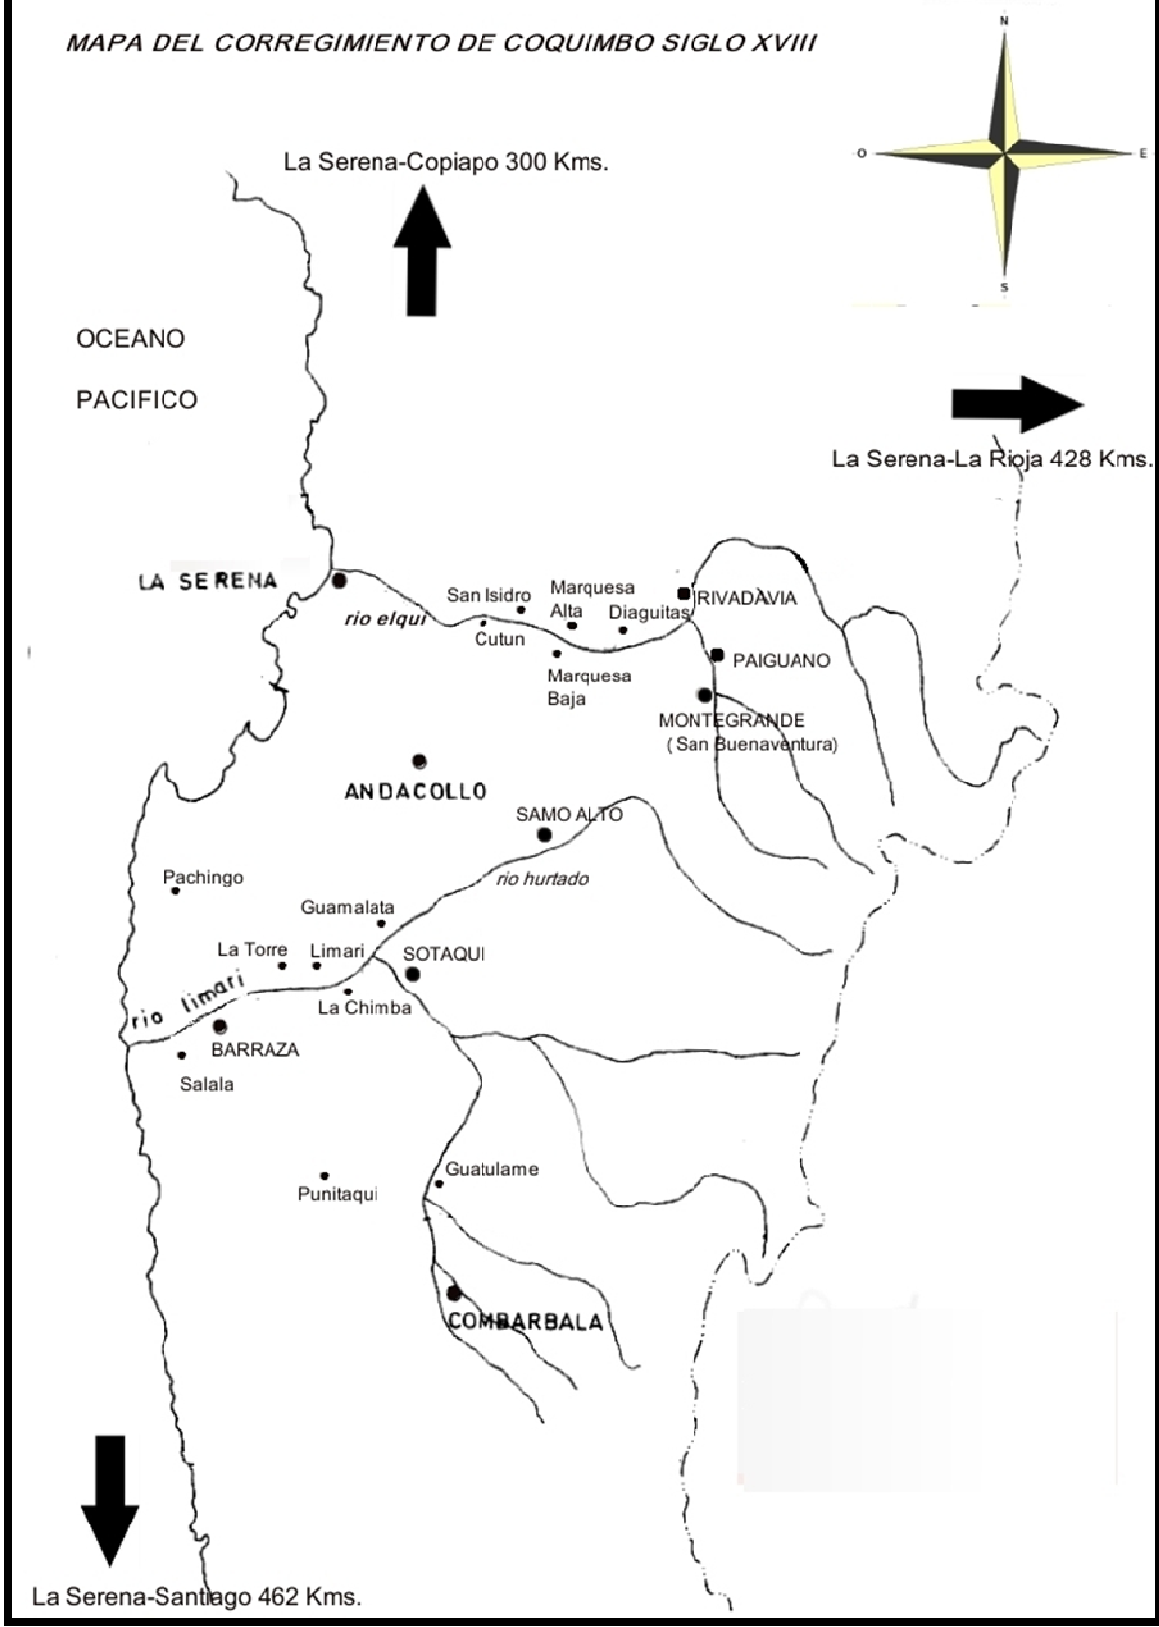 MAPA DEL CORREGIMIENTO DE COQUIMBO SIGLO XVIII
N
O
E
S
La Serena-Copiapo 300 Kms.
OCEANO
PACIFICO
La Serena-La Rioja 428 Kms.
LA SERENA
rio elqui
San Isidro
Cutun
Marquesa
Alta
Diaguitas
Marquesa
Baja
RIVADÀVIA
PAIGUANO
MONTEGRANDE
( San Buenaventura)
ANDACOLLO
SAMO ALTO
rio hurtado
Pachingo
Guamalata
La Torre
Limari
SOTAQUI
rio limari
La Chimba
BARRAZA
Salala
Guatulame
Punitaqui
COMBARBALA
La Serena-Santiago 462 Kms.